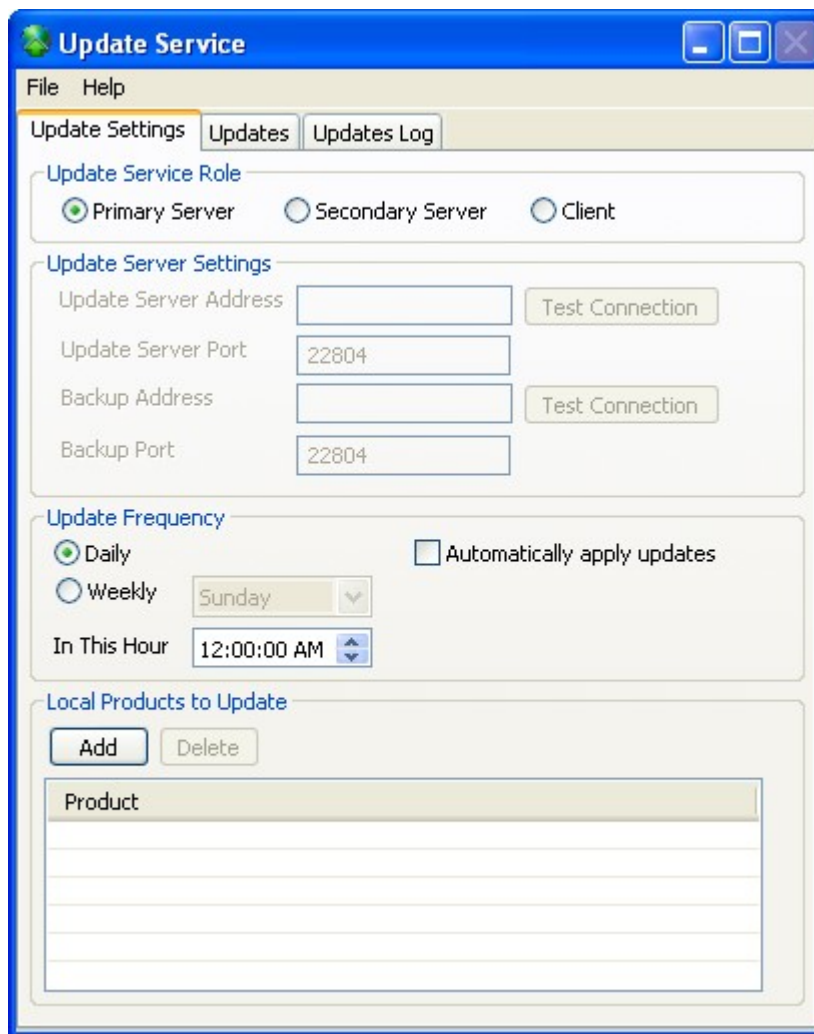 Update Service
File Help
Update Settings Updates Updates Log
Update Service Role
Primary Server Secondary Server Client
Update Server Settings
Update Server Address Test Connection
Update Server Port 22804
Backup Address Test Connection
Backup Port 22804
Update Frequency
Daily Automatically apply updates
Weekly Sunday
In This Hour 12:00:00 AM
Local Products to Update
Add Delete
Product